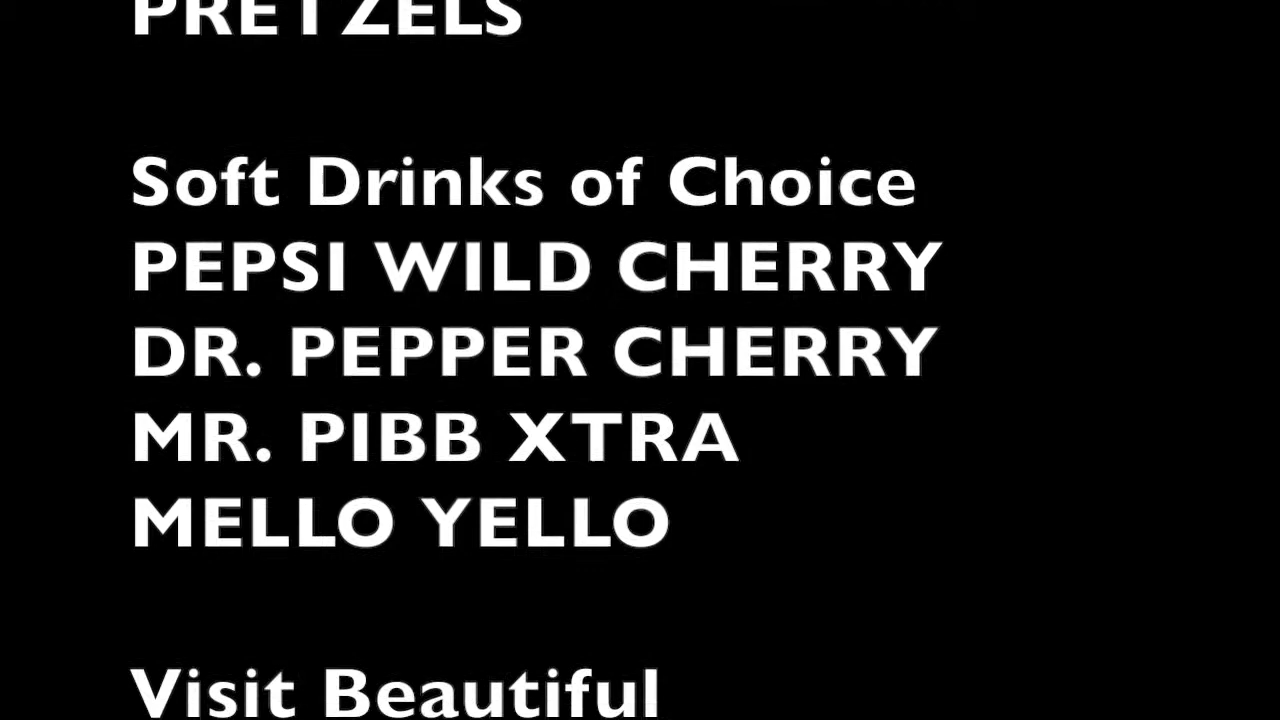 PRETZELS
Soft Drinks of Choice
PEPSI WILD CHERRY
DR. PEPPER CHERRY
MR. PIBB XTRA
MELLO YELLO
Visit Beautiful